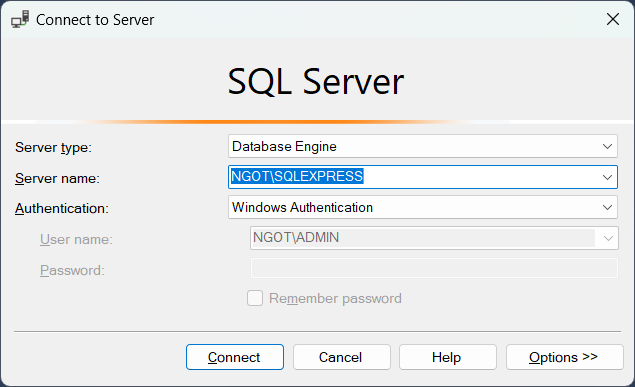 Connect to Server
SQL Server
Server type: Database Engine
Server name: NGOT\SQLEXPRESS
Authentication: Windows Authentication
User name: NGOT\ADMIN
Password:
Remember password
Connect Cancel Help Options >>